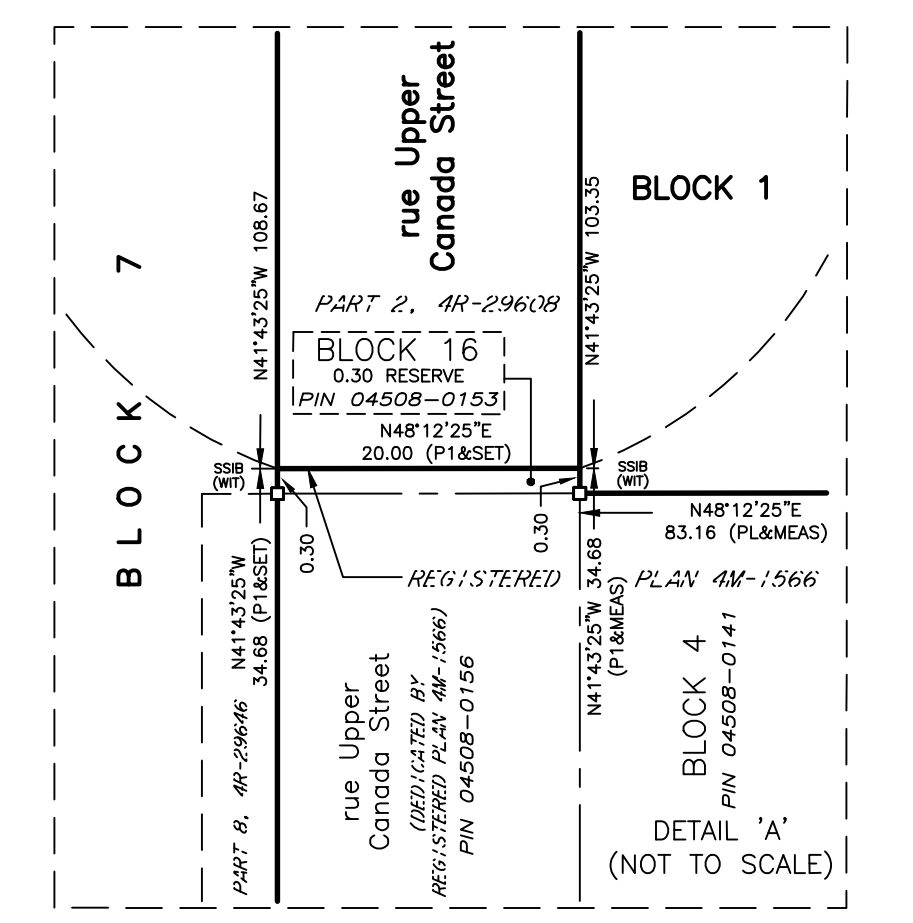 rue Upper
Canada Street
BLOCK 1
BLOCK 7
N41°43'25"W 108.67
N41°43'25"W 103.35
PART 2, 4R-29608
BLOCK 16
0.30 RESERVE
PIN 04508-0153
N48°12'25"E
20.00 (P1&SET)
SSIB
(WIT)
SSIB
(WIT)
0.30
0.30
N48°12'25"E
83.16 (PL&MEAS)
N41°43'25"W
34.68 (P1&SET)
N41°43'25"W 34.68
(P1&MEAS)
REGISTERED PLAN 4M-1566
PART 8, 4R-29646
rue Upper
Canada Street
(DEDICATED BY
REGISTERED PLAN 4M-1566)
PIN 04508-0156
BLOCK 4
PIN 04508-0141
DETAIL 'A'
(NOT TO SCALE)